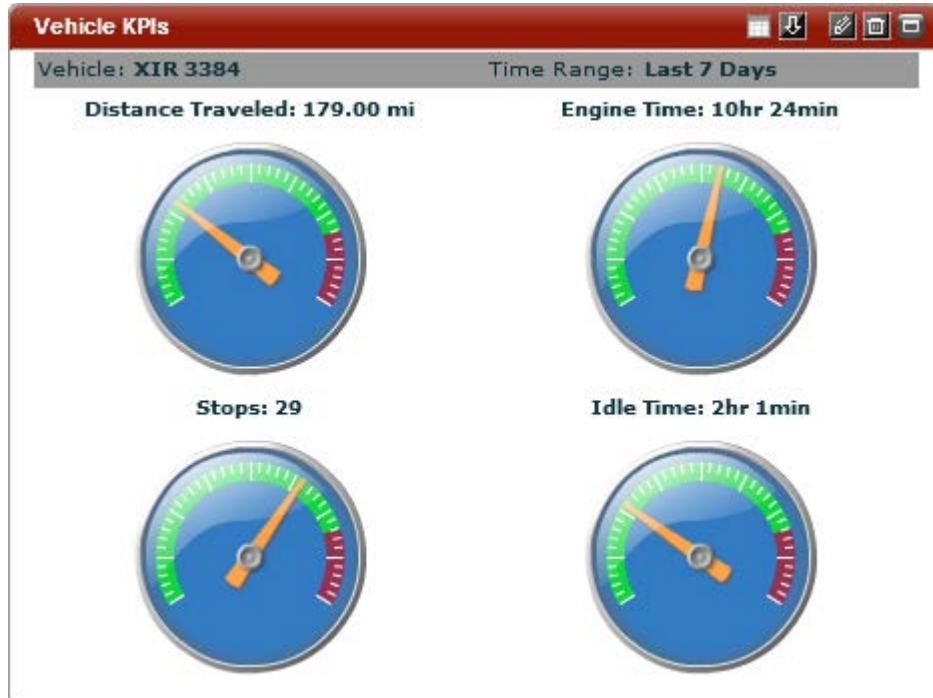 Vehicle KPIs
Vehicle: XIR 3384 Time Range: Last 7 Days
Distance Traveled: 179.00 mi Engine Time: 10hr 24min
Stops: 29 Idle Time: 2hr 1min